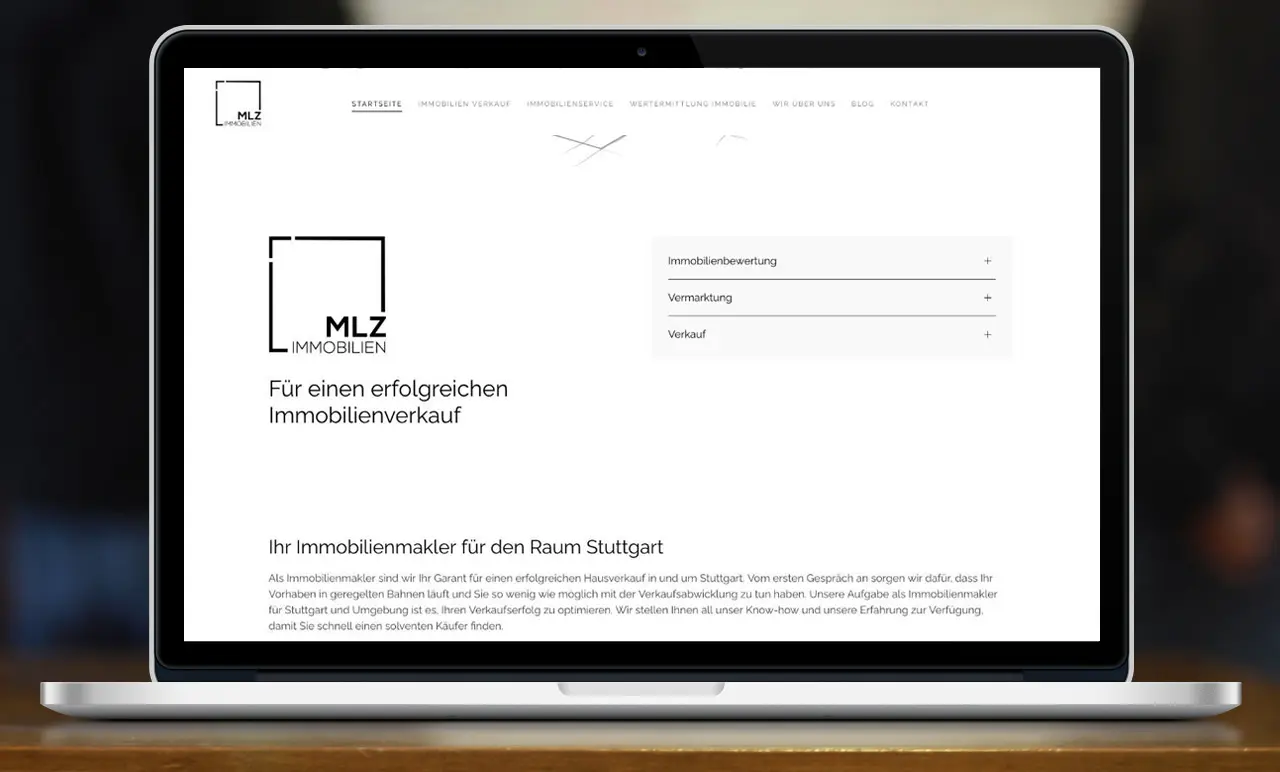 MLZ
IMMOBILIEN
STARTSEITE IMMOBILIEN VERKAUF IMMOBILIENSERVICE WERTERMITTLUNG IMMOBILIE WIR ÜBER UNS BLOG KONTAKT
MLZ
IMMOBILIEN
Für einen erfolgreichen
Immobilienverkauf
Immobilienbewertung +
Vermarktung +
Verkauf +
Ihr Immobilienmakler für den Raum Stuttgart
Als Immobilienmakler sind wir Ihr Garant für einen erfolgreichen Hausverkauf in und um Stuttgart. Vom ersten Gespräch an sorgen wir dafür, dass Ihr
Vorhaben in geregelten Bahnen läuft und Sie so wenig wie möglich mit der Verkaufsabwicklung zu tun haben. Unsere Aufgabe als Immobilienmakler
für Stuttgart und Umgebung ist es, Ihren Verkaufserfolg zu optimieren. Wir stellen Ihnen all unser Know-how und unsere Erfahrung zur Verfügung,
damit Sie schnell einen solventen Käufer finden.